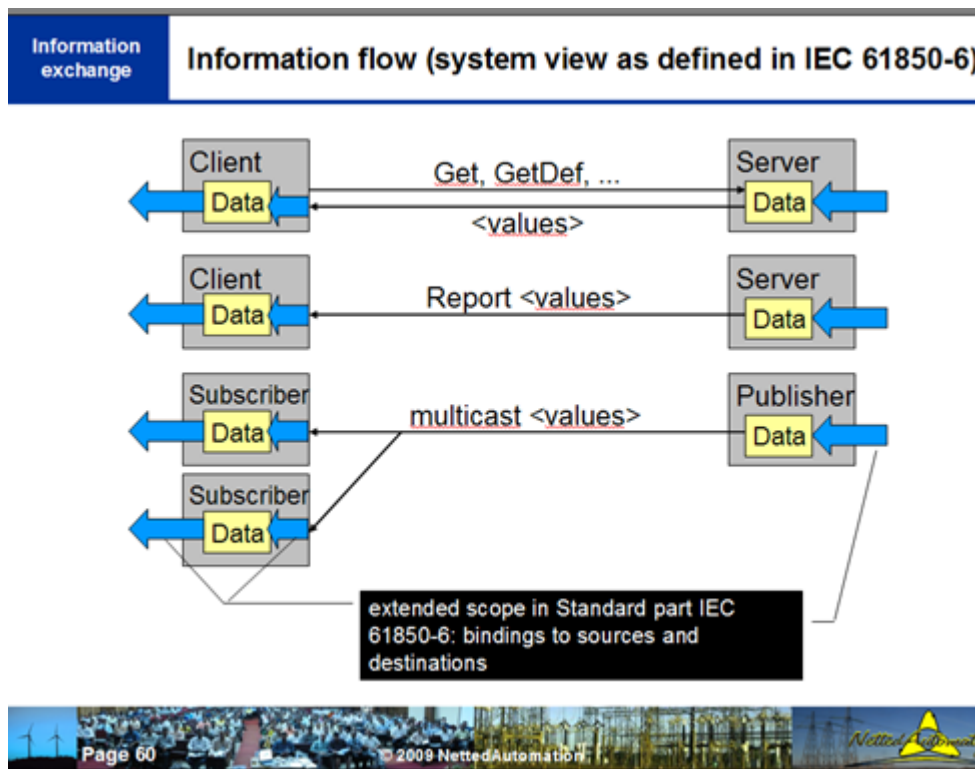 Information
exchange
Information flow (system view as defined in IEC 61850-6)
Client
Data
Get, GetDef, ...
<values>
Server
Data
Client
Data
Report <values>
Server
Data
Subscriber
Data
multicast <values>
Publisher
Data
Subscriber
Data
extended scope in Standard part IEC
61850-6: bindings to sources and
destinations
Page 60
© 2009 NettedAutomation